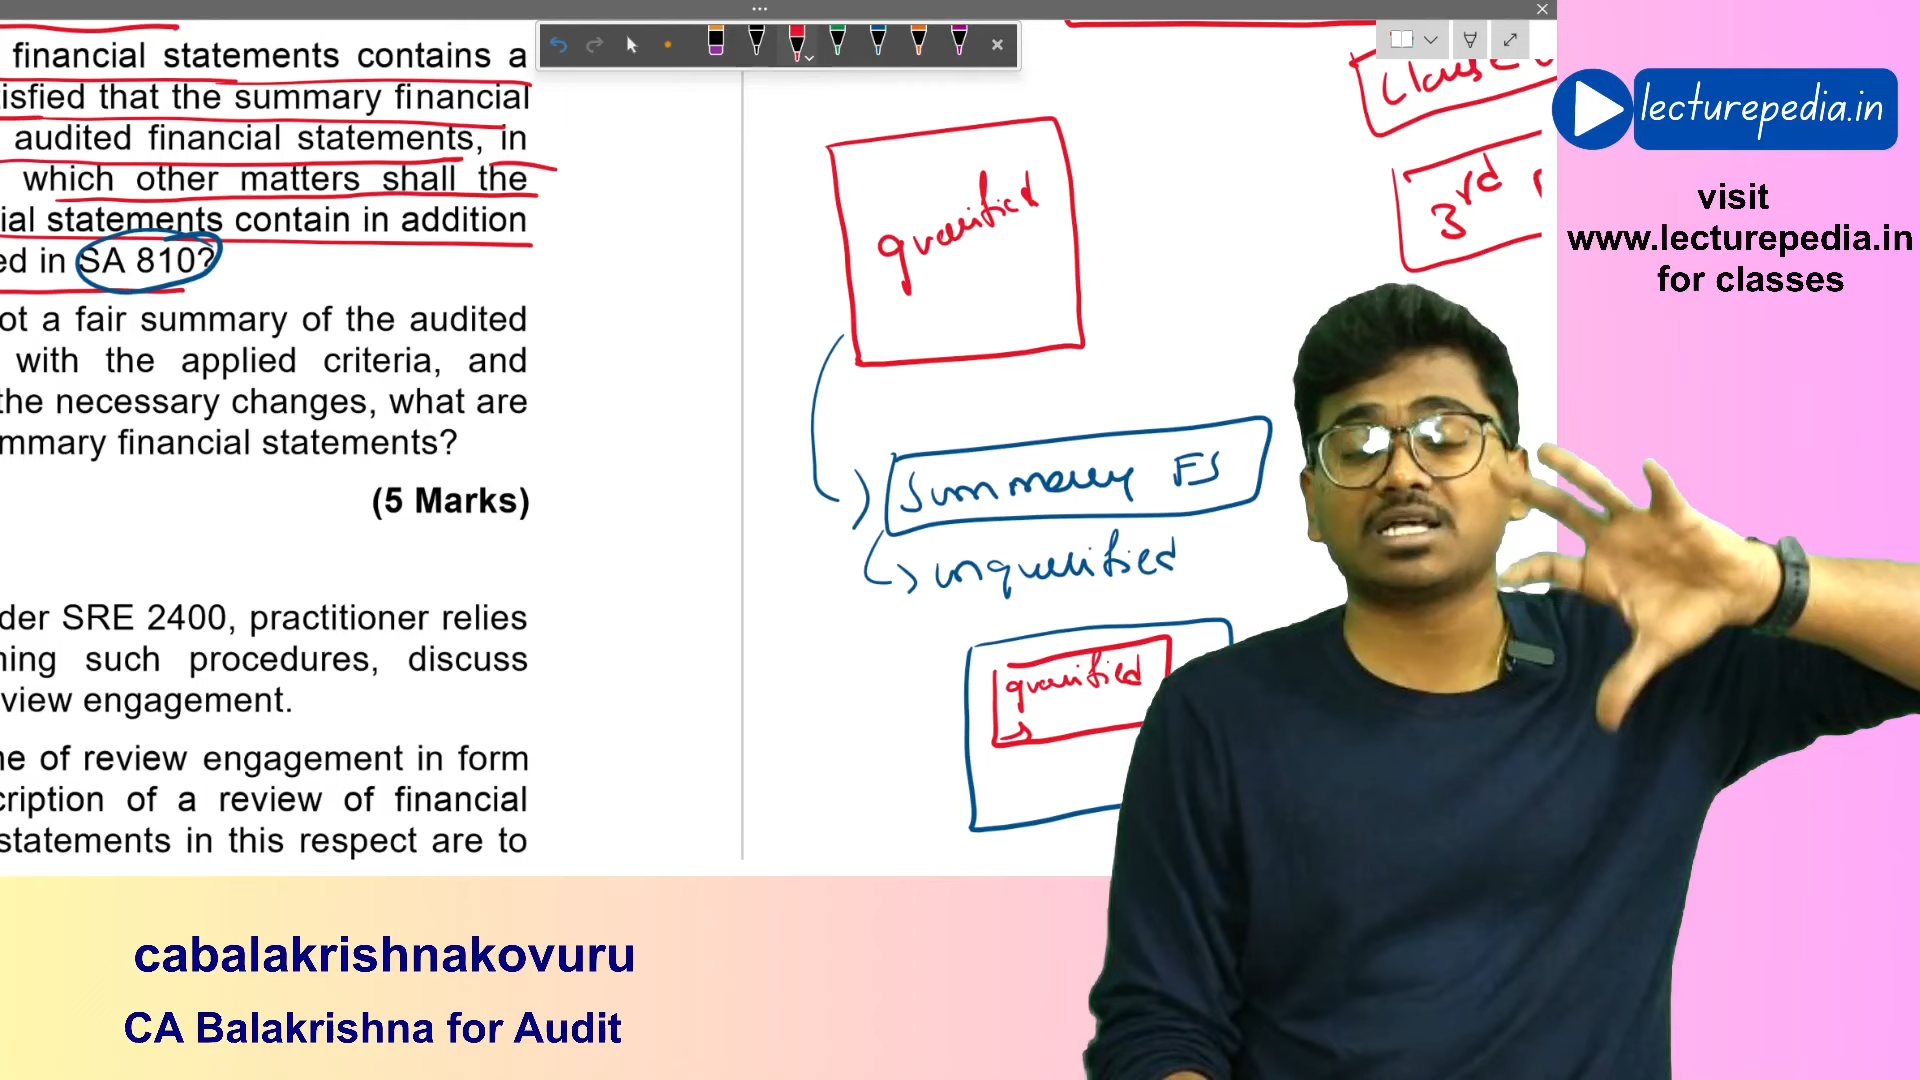 financial statements contains a
isfied that the summary financial
audited financial statements, in
which other matters shall the
ial statements contain in addition
ed in SA 810?
ot a fair summary of the audited
with the applied criteria, and
the necessary changes, what are
mmary financial statements?
(5 Marks)
der SRE 2400, practitioner relies
ning such procedures, discuss
view engagement.
ne of review engagement in form
cription of a review of financial
statements in this respect are to
qualified
Summary FS
unqualified
qualified
Clause
3rd
lecturepedia.in
visit
www.lecturepedia.in
for classes
cabalakrishnakovuru
CA Balakrishna for Audit